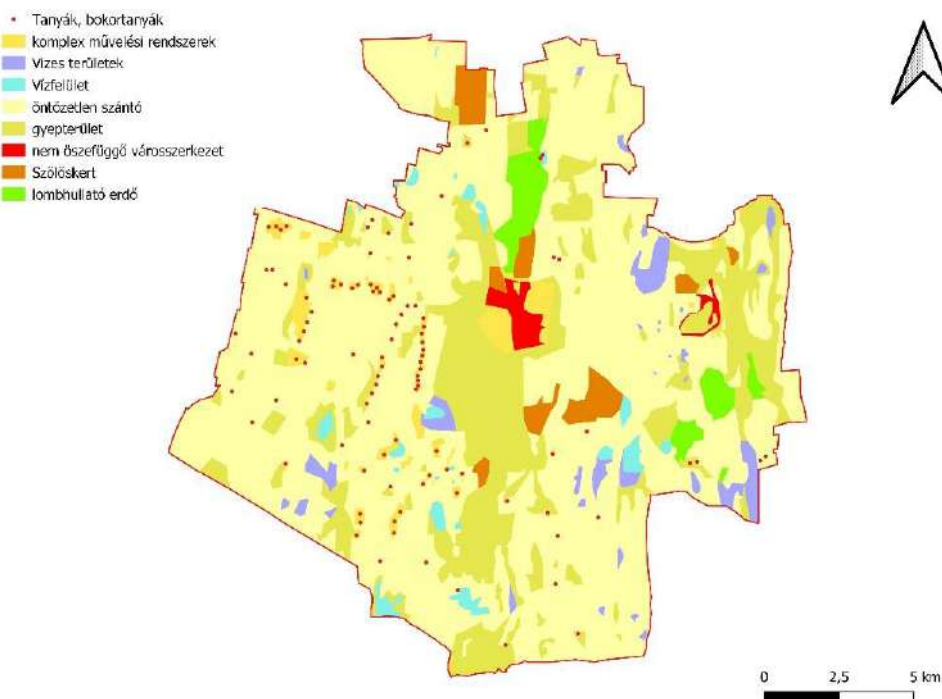 Tanyák, bokortanyák
komplex művelési rendszerek
Vizes területek
Vízfelület
öntözetlen szántó
gyepterület
nem öszefüggő városszerkezet
Szőlőskert
lombhullató erdő
0 2,5 5 km